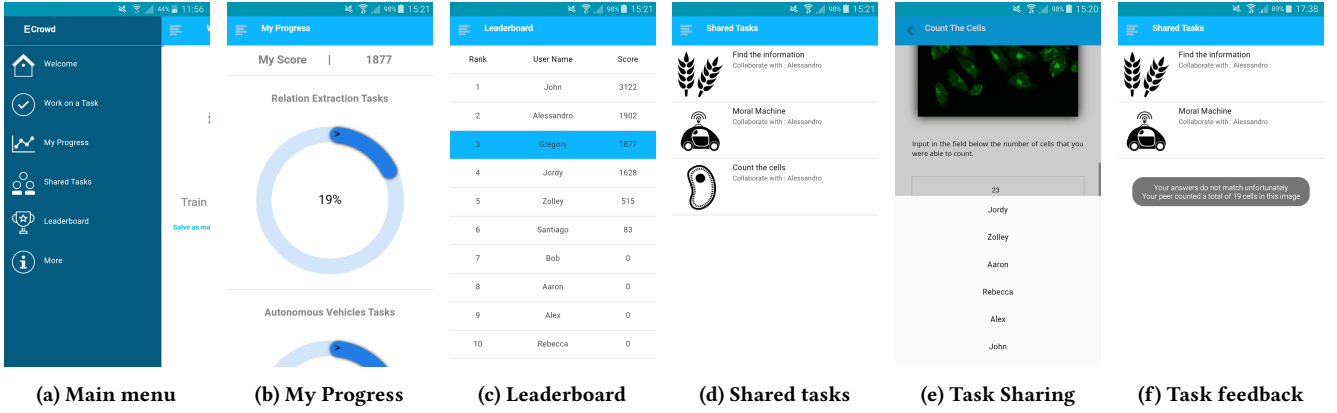 44% 11:56
ECrowd
Welcome
Work on a Task
My Progress
Shared Tasks
Leaderboard
More
W
Train
Solve as ma
98% 15:21
My Progress
My Score | 1877
Relation Extraction Tasks
>
19%
Autonomous Vehicles Tasks
>
98% 15:21
Leaderboard
Rank User Name Score
1 John 3122
2 Alessandro 1902
3 Gregory 1877
4 Jordy 1628
5 Zolley 515
6 Santiago 83
7 Bob 0
8 Aaron 0
9 Alex 0
10 Rebecca 0
98% 15:21
Shared Tasks
Find the information
Collaborate with : Alessandro
Moral Machine
Collaborate with : Alessandro
Count the cells
Collaborate with : Alessandro
98% 15:20
Count The Cells
Input in the field below the number of cells that you
were able to count.
23
Jordy
Zolley
Aaron
Rebecca
Alex
John
89% 17:38
Shared Tasks
Find the information
Collaborate with : Alessandro
Moral Machine
Collaborate with : Alessandro
Your answers do not match unfortunately
Your peer counted a total of 19 cells in this image
(a) Main menu
(b) My Progress
(c) Leaderboard
(d) Shared tasks
(e) Task Sharing
(f) Task feedback